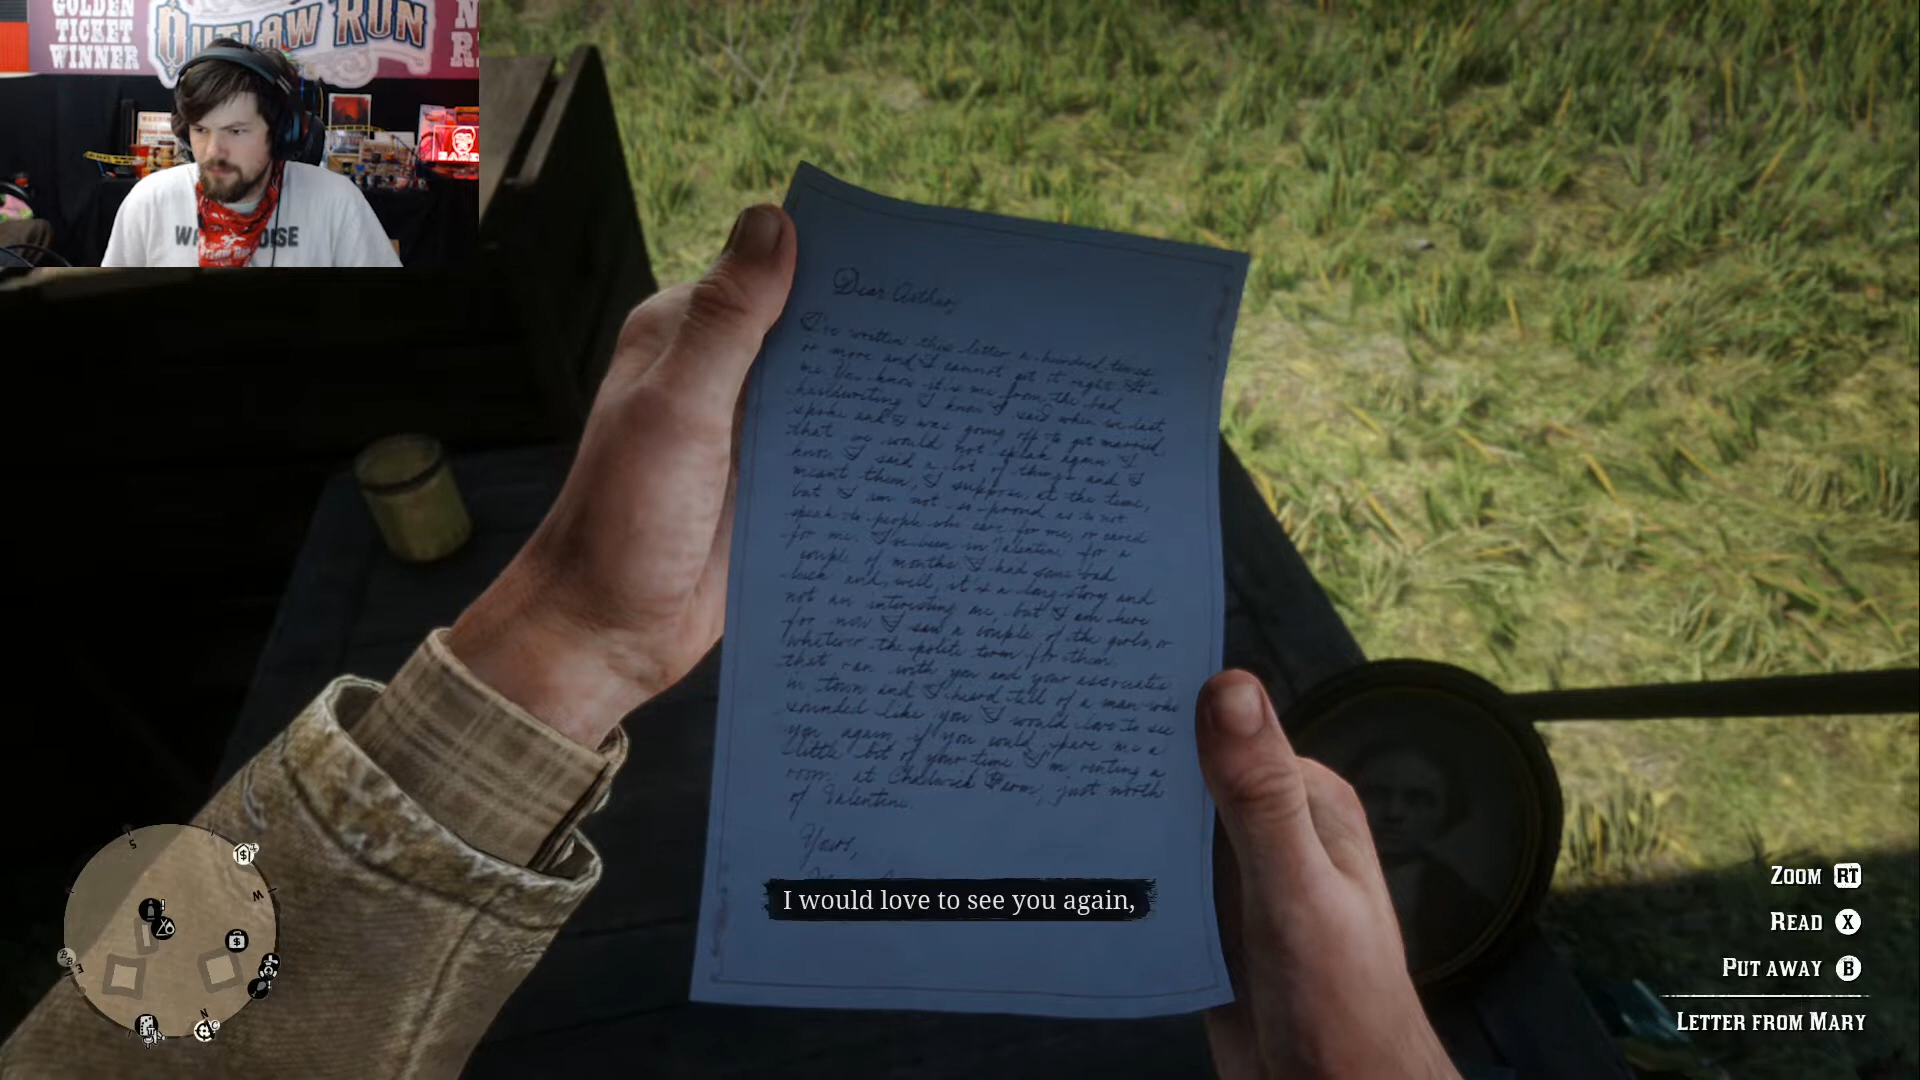 GOLDEN
TICKET
WINNER
OUTLAW RUN
N
R
Dear Arthur,
I've written this letter a hundred times
or more and I cannot get it right. It's
me. You know it's me from the bad
handwriting. I know I said when we last
spoke and I was going off to get married
that we would not speak again. I
know I said a lot of things and I
meant them, I suppose, at the time,
but I am not so proud as to not
speak to people who care for me, or cared
for me. I've been in Valentine for a
couple of months. I had some bad
luck and, well, it's a long story and
not an interesting one, but I am here
for now. I saw a couple of the girls, or
whatever the polite term for them,
that ran with you and your associates
in town and I heard tell of a man who
sounded like you. I would love to see
you again, if you could spare me a
little bit of your time. I'm renting a
room at Chadwick Farm, just north
of Valentine.
Yours,
I would love to see you again,
S
W
E
N
ZOOM RT
READ X
PUT AWAY B
LETTER FROM MARY